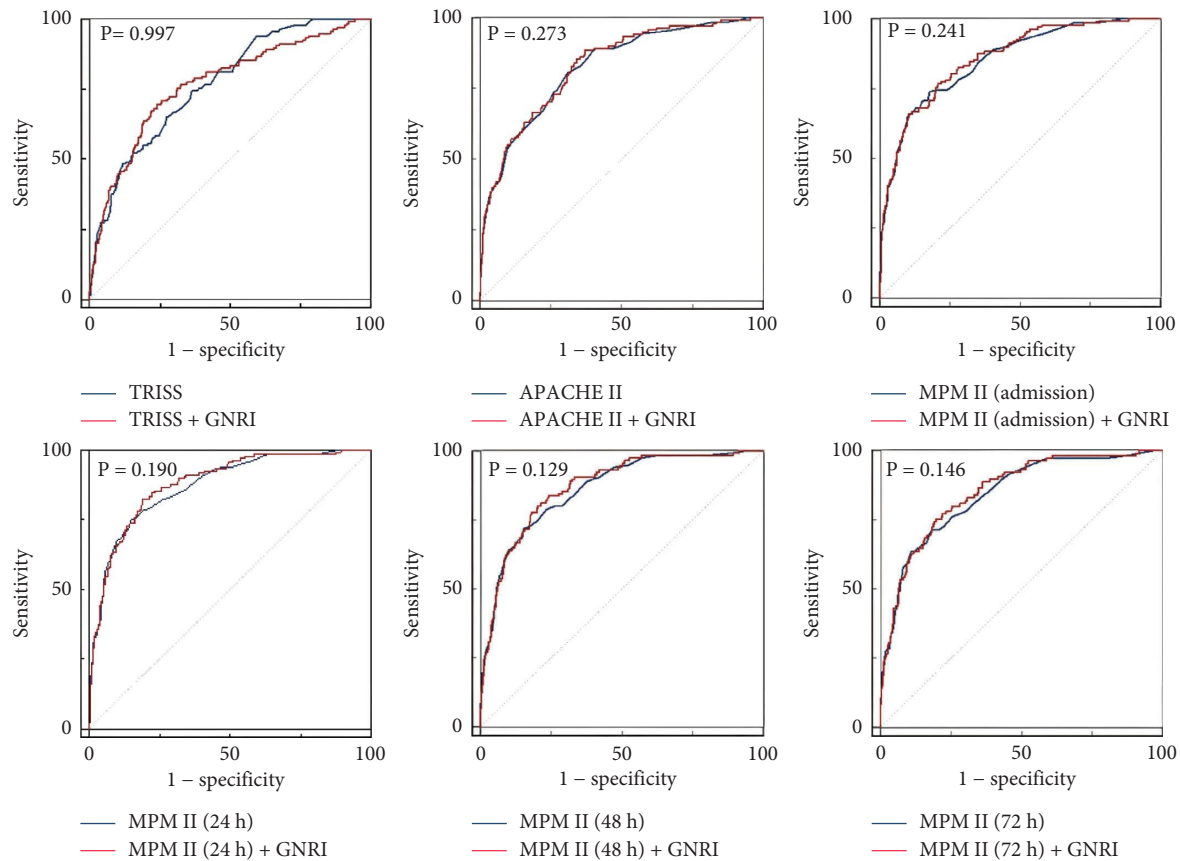 100
P= 0.997
50
0
Sensitivity
0 50 100
1 – specificity
TRISS
TRISS + GNRI
100
P = 0.273
50
0
Sensitivity
0 50 100
1 – specificity
APACHE II
APACHE II + GNRI
100
P = 0.241
50
0
Sensitivity
0 50 100
1 – specificity
MPM II (admission)
MPM II (admission) + GNRI
100
P = 0.190
50
0
Sensitivity
0 50 100
1 – specificity
MPM II (24 h)
MPM II (24 h) + GNRI
100
P = 0.129
50
0
Sensitivity
0 50 100
1 – specificity
MPM II (48 h)
MPM II (48 h) + GNRI
100
P = 0.146
50
0
Sensitivity
0 50 100
1 – specificity
MPM II (72 h)
MPM II (72 h) + GNRI